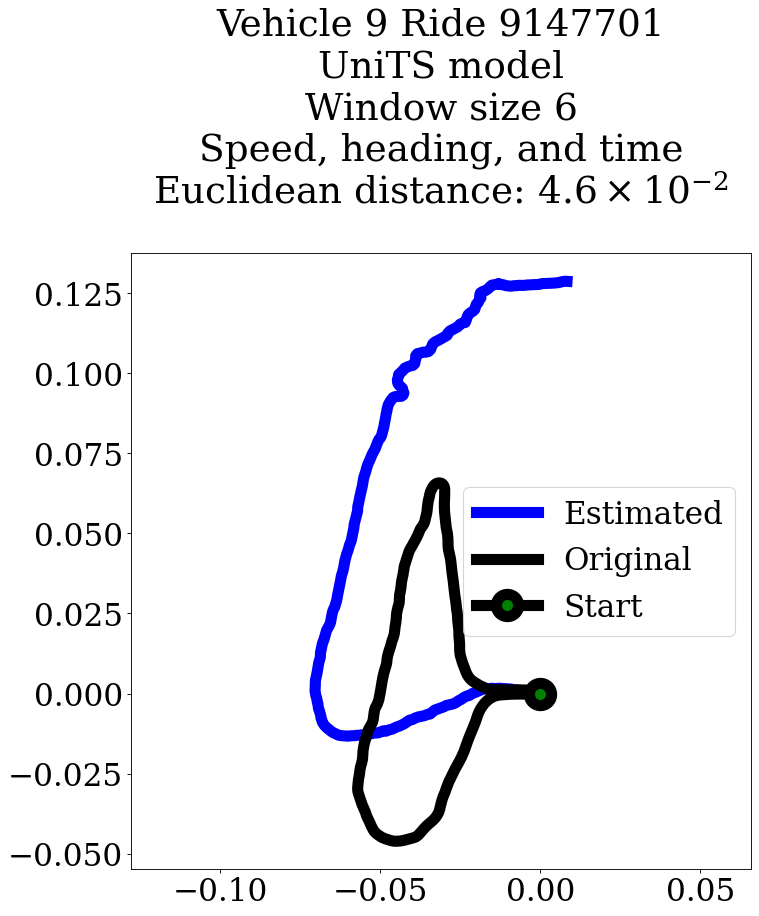 Vehicle 9 Ride 9147701
UniTS model
Window size 6
Speed, heading, and time
Euclidean distance: 4.6 × 10⁻²
0.125
0.100
0.075
0.050
0.025
0.000
−0.025
−0.050
Estimated
Original
Start
−0.10 −0.05 0.00 0.05